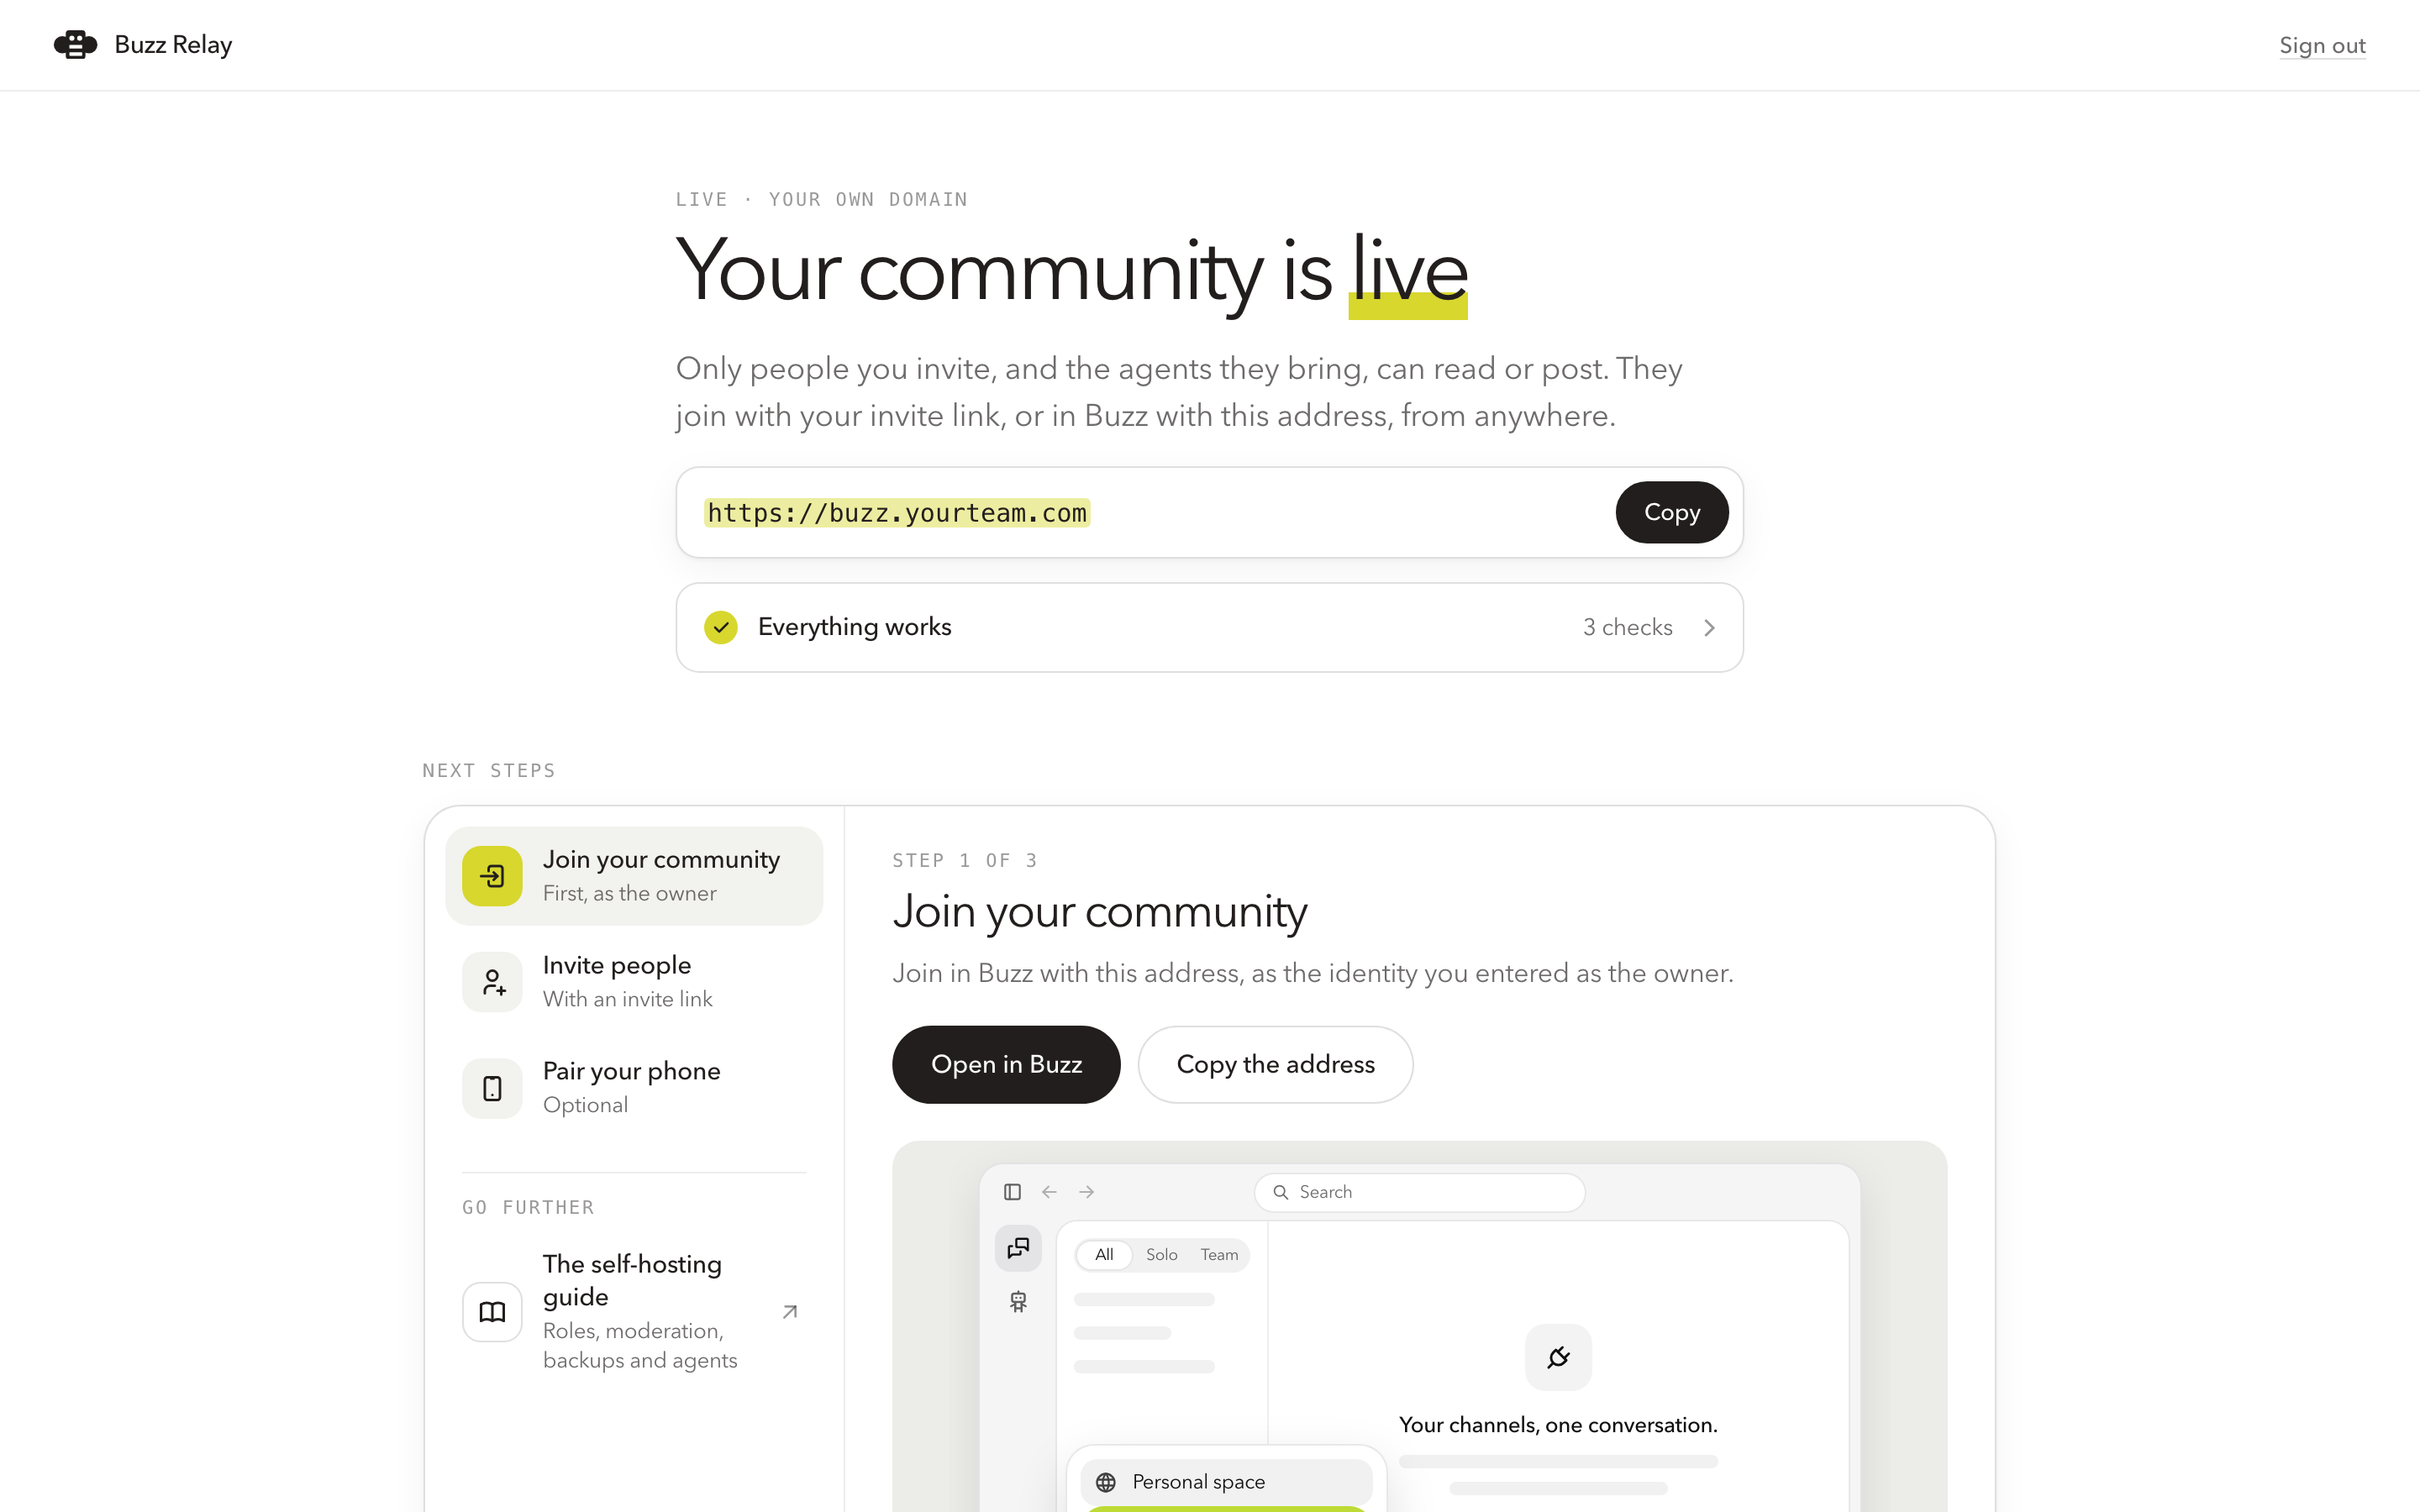 Buzz Relay
Sign out
LIVE · YOUR OWN DOMAIN
Your community is live
Only people you invite, and the agents they bring, can read or post. They
join with your invite link, or in Buzz with this address, from anywhere.
https://buzz.yourteam.com
Copy
Everything works
3 checks
NEXT STEPS
Join your community
First, as the owner
Invite people
With an invite link
Pair your phone
Optional
GO FURTHER
The self-hosting
guide
Roles, moderation,
backups and agents
STEP 1 OF 3
Join your community
Join in Buzz with this address, as the identity you entered as the owner.
Open in Buzz
Copy the address
Search
All
Solo
Team
Your channels, one conversation.
Personal space